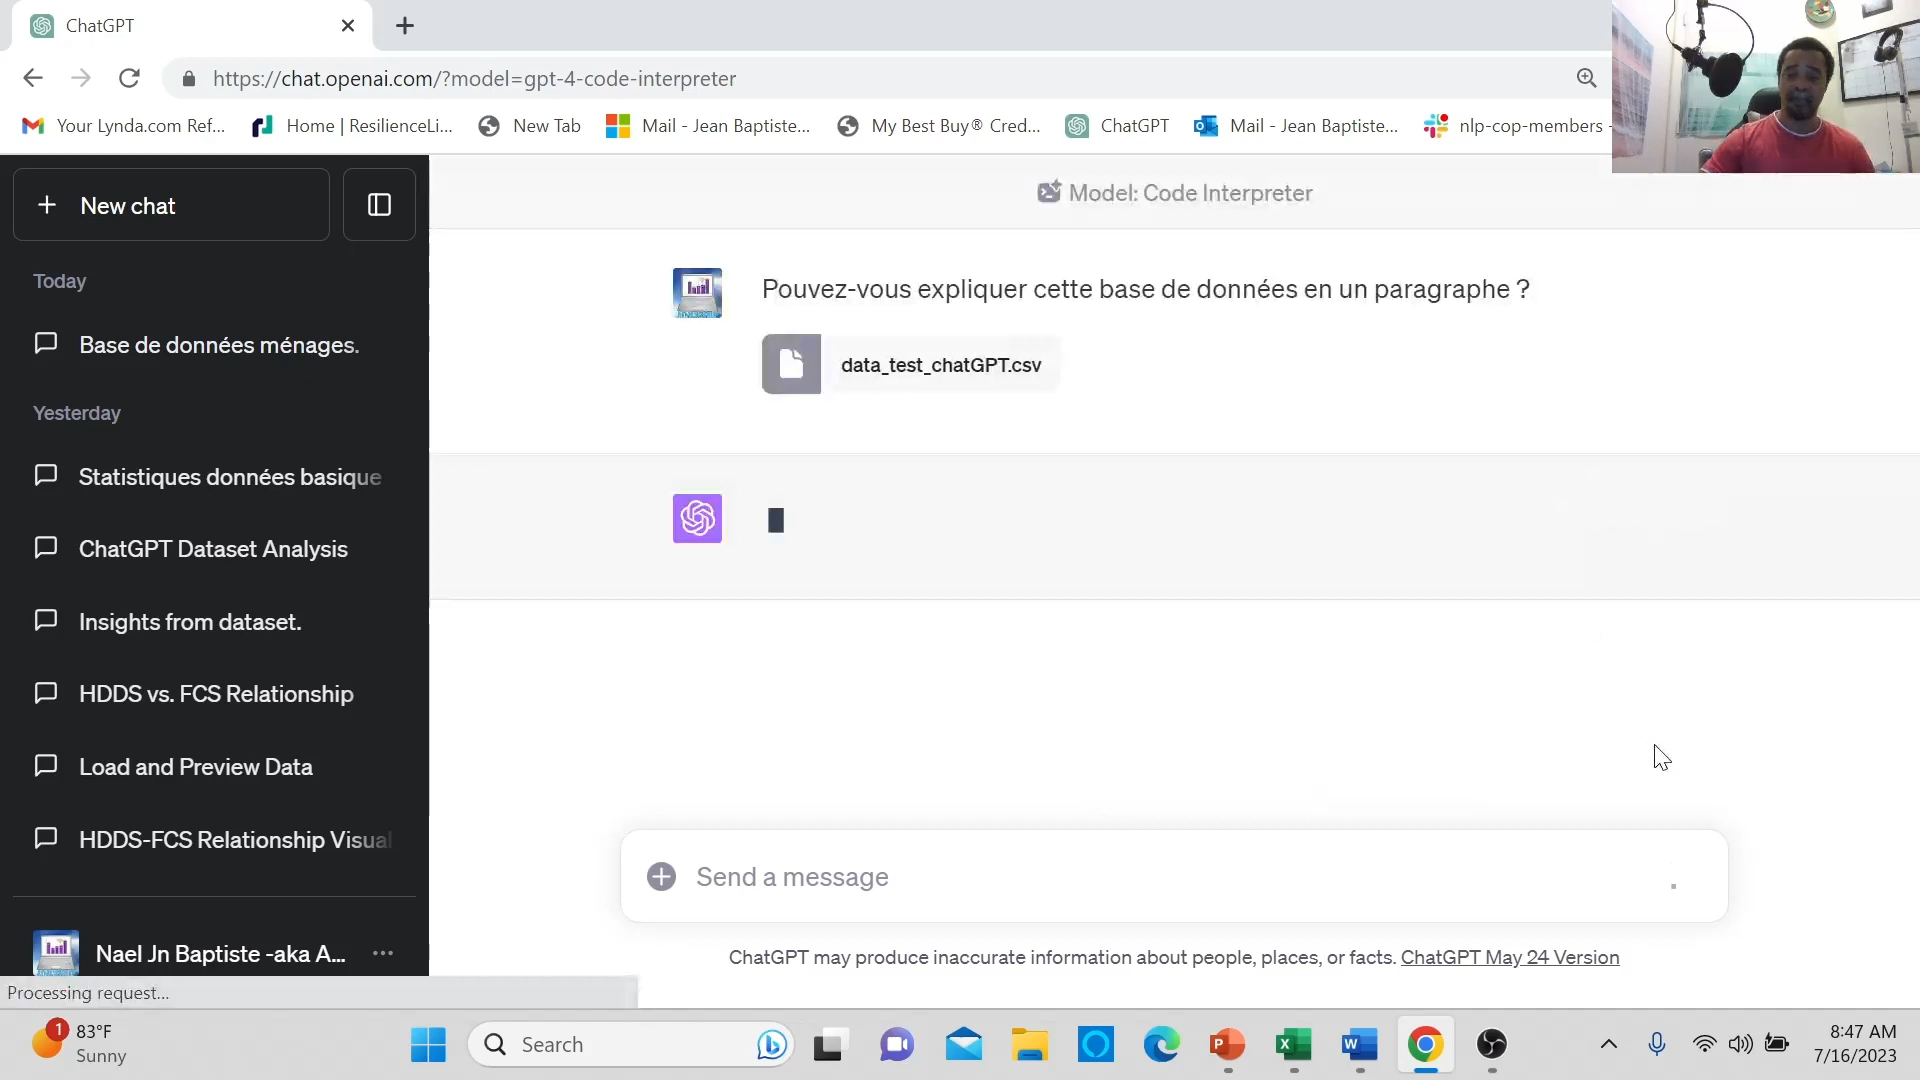 ChatGPT
https://chat.openai.com/?model=gpt-4-code-interpreter
Your Lynda.com Ref...
Home | ResilienceLi...
New Tab
Mail - Jean Baptiste...
My Best Buy® Cred...
ChatGPT
Mail - Jean Baptiste...
nlp-cop-members -
New chat
Today
Base de données ménages.
Yesterday
Statistiques données basique
ChatGPT Dataset Analysis
Insights from dataset.
HDDS vs. FCS Relationship
Load and Preview Data
HDDS-FCS Relationship Visual
Nael Jn Baptiste -aka A...
Processing request...
Model: Code Interpreter
Pouvez-vous expliquer cette base de données en un paragraphe ?
data_test_chatGPT.csv
Send a message
ChatGPT may produce inaccurate information about people, places, or facts. ChatGPT May 24 Version
1
83°F
Sunny
Search
P
X
W
8:47 AM
7/16/2023